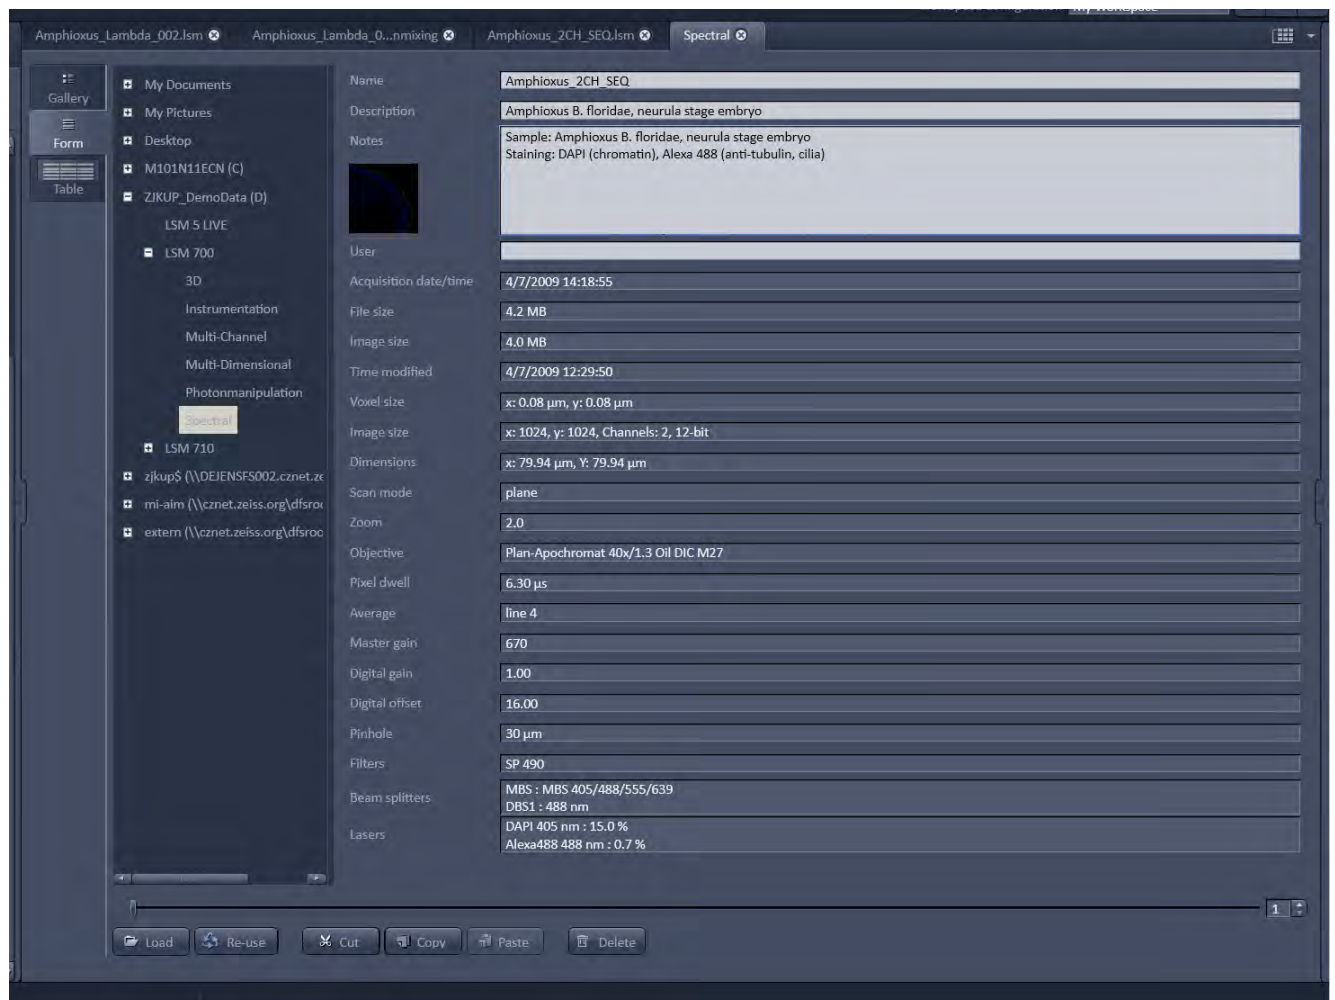 Amphioxus_Lambda_002.lsm
Amphioxus_Lambda_0...nmixing
Amphioxus_2CH_SEQ.lsm
Spectral
Gallery
Form
Table
My Documents
My Pictures
Desktop
M101N11ECN (C)
ZJKUP_DemoData (D)
LSM 5 LIVE
LSM 700
3D
Instrumentation
Multi-Channel
Multi-Dimensional
Photonmanipulation
Spectral
LSM 710
zjkup$ (\\DEJENSFS002.cznet.ze
mi-aim (\\cznet.zeiss.org\dfsroc
extern (\\cznet.zeiss.org\dfsroc
Name Amphioxus_2CH_SEQ
Description Amphioxus B. floridae, neurula stage embryo
Notes Sample: Amphioxus B. floridae, neurula stage embryo
Staining: DAPI (chromatin), Alexa 488 (anti-tubulin, cilia)
User
Acquisition date/time 4/7/2009 14:18:55
File size 4.2 MB
Image size 4.0 MB
Time modified 4/7/2009 12:29:50
Voxel size x: 0.08 µm, y: 0.08 µm
Image size x: 1024, y: 1024, Channels: 2, 12-bit
Dimensions x: 79.94 µm, Y: 79.94 µm
Scan mode plane
Zoom 2.0
Objective Plan-Apochromat 40x/1.3 Oil DIC M27
Pixel dwell 6.30 µs
Average line 4
Master gain 670
Digital gain 1.00
Digital offset 16.00
Pinhole 30 µm
Filters SP 490
Beam splitters MBS : MBS 405/488/555/639
DBS1 : 488 nm
Lasers DAPI 405 nm : 15.0 %
Alexa488 488 nm : 0.7 %
1
Load Re-use Cut Copy Paste Delete